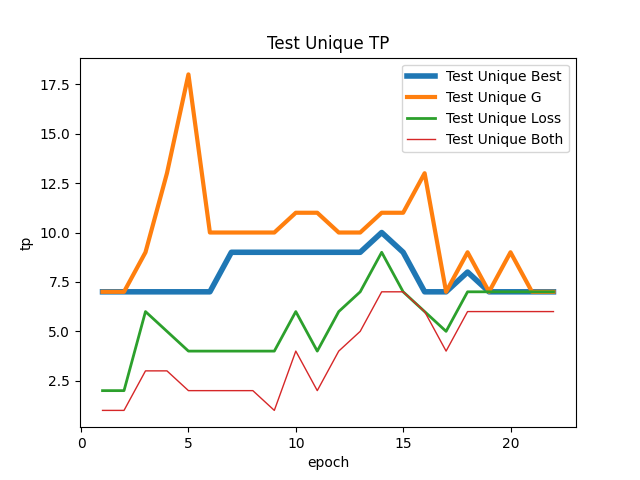 Test Unique TP
17.5
15.0
12.5
10.0
7.5
5.0
2.5
tp
Test Unique Best
Test Unique G
Test Unique Loss
Test Unique Both
0 5 10 15 20
epoch